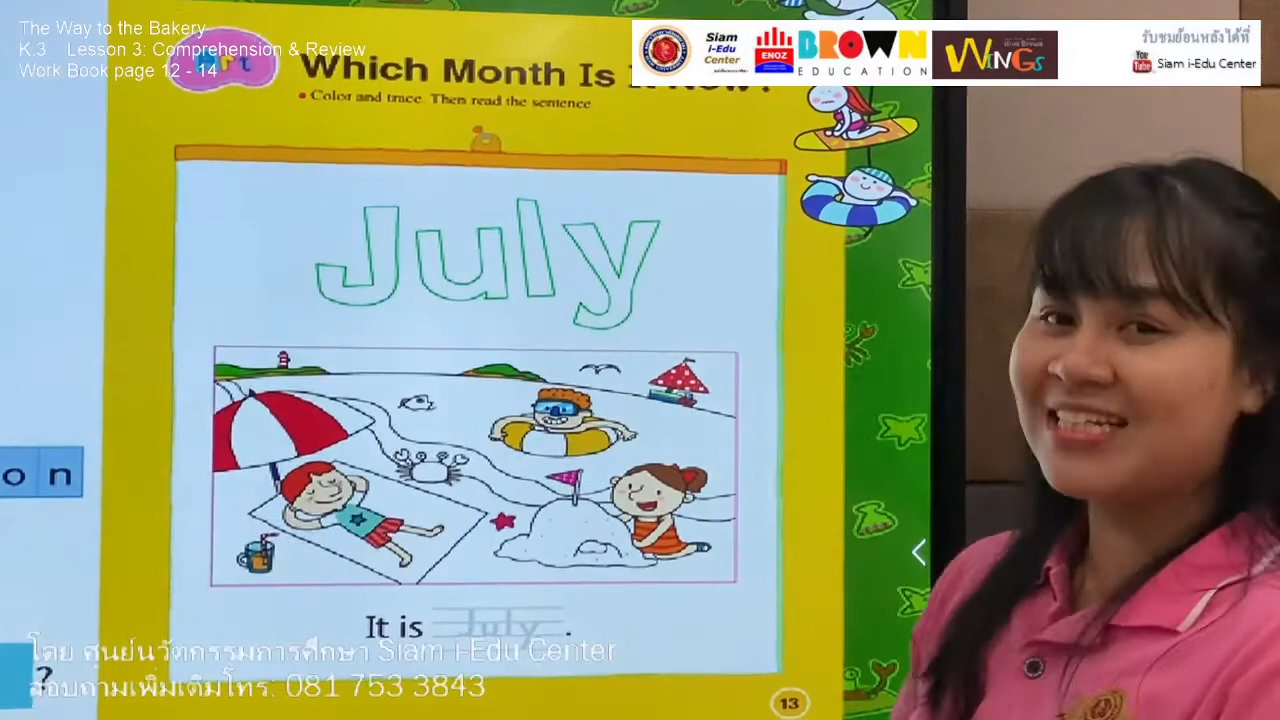 The Way to the Bakery
K.3 Lesson 3: Comprehension & Review
Work Book page 12 - 14
Art
Which Month Is It Now?
• Color and trace. Then read the sentence
Siam
i-Edu
Center
ENOZ
BROWN
EDUCATION
WINGS
รับชมย้อนหลังได้ที่
You
Tube
Siam i-Edu Center
July
on
It is July .
โดย ศูนย์นวัตกรรมการศึกษา Siam i-Edu Center
?
สอบถามเพิ่มเติมโทร: 081 753 3843
13